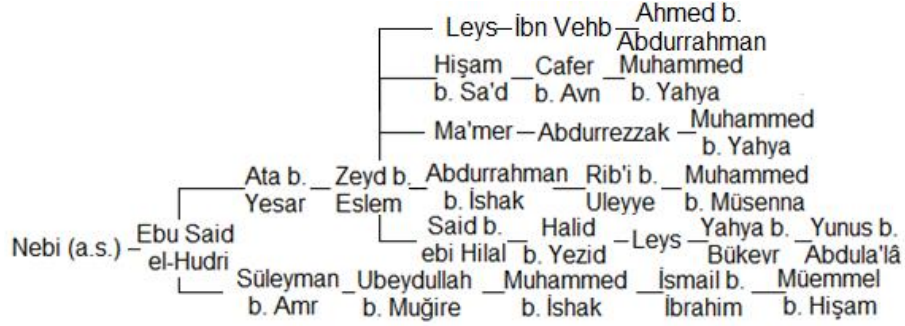 Leys İbn Vehb Ahmed b.
Abdurrahman
Hişam Cafer Muhammed
b. Sa'd b. Avn b. Yahya
Ma'mer Abdurrezzak Muhammed
b. Yahya
Ata b. Zeyd b. Abdurrahman Rib'i b. Muhammed
Yesar Eslem b. İshak Uleyye b. Müsenna
Nebi (a.s.) Ebu Said Said b. Halid Leys Yahya b. Yunus b.
el-Hudri ebi Hilal b. Yezid Bükevr Abdula'lâ
Süleyman Ubeydullah Muhammed İsmail b. Müemmel
b. Amr b. Muğire b. İshak İbrahim b. Hişam